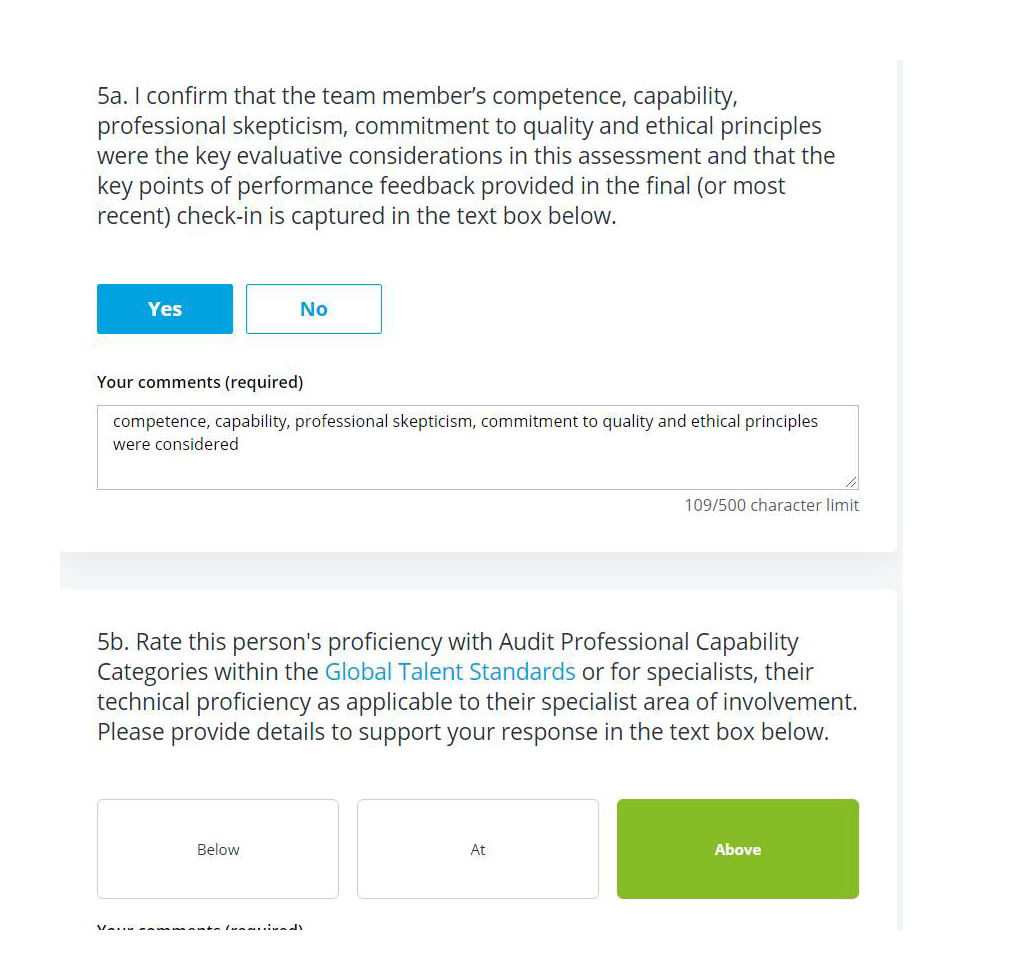 5a. I confirm that the team member’s competence, capability,
professional skepticism, commitment to quality and ethical principles
were the key evaluative considerations in this assessment and that the
key points of performance feedback provided in the final (or most
recent) check-in is captured in the text box below.
Yes
No
Your comments (required)
competence, capability, professional skepticism, commitment to quality and ethical principles
were considered
109/500 character limit
5b. Rate this person's proficiency with Audit Professional Capability
Categories within the Global Talent Standards or for specialists, their
technical proficiency as applicable to their specialist area of involvement.
Please provide details to support your response in the text box below.
Below
At
Above
Your comments (required)